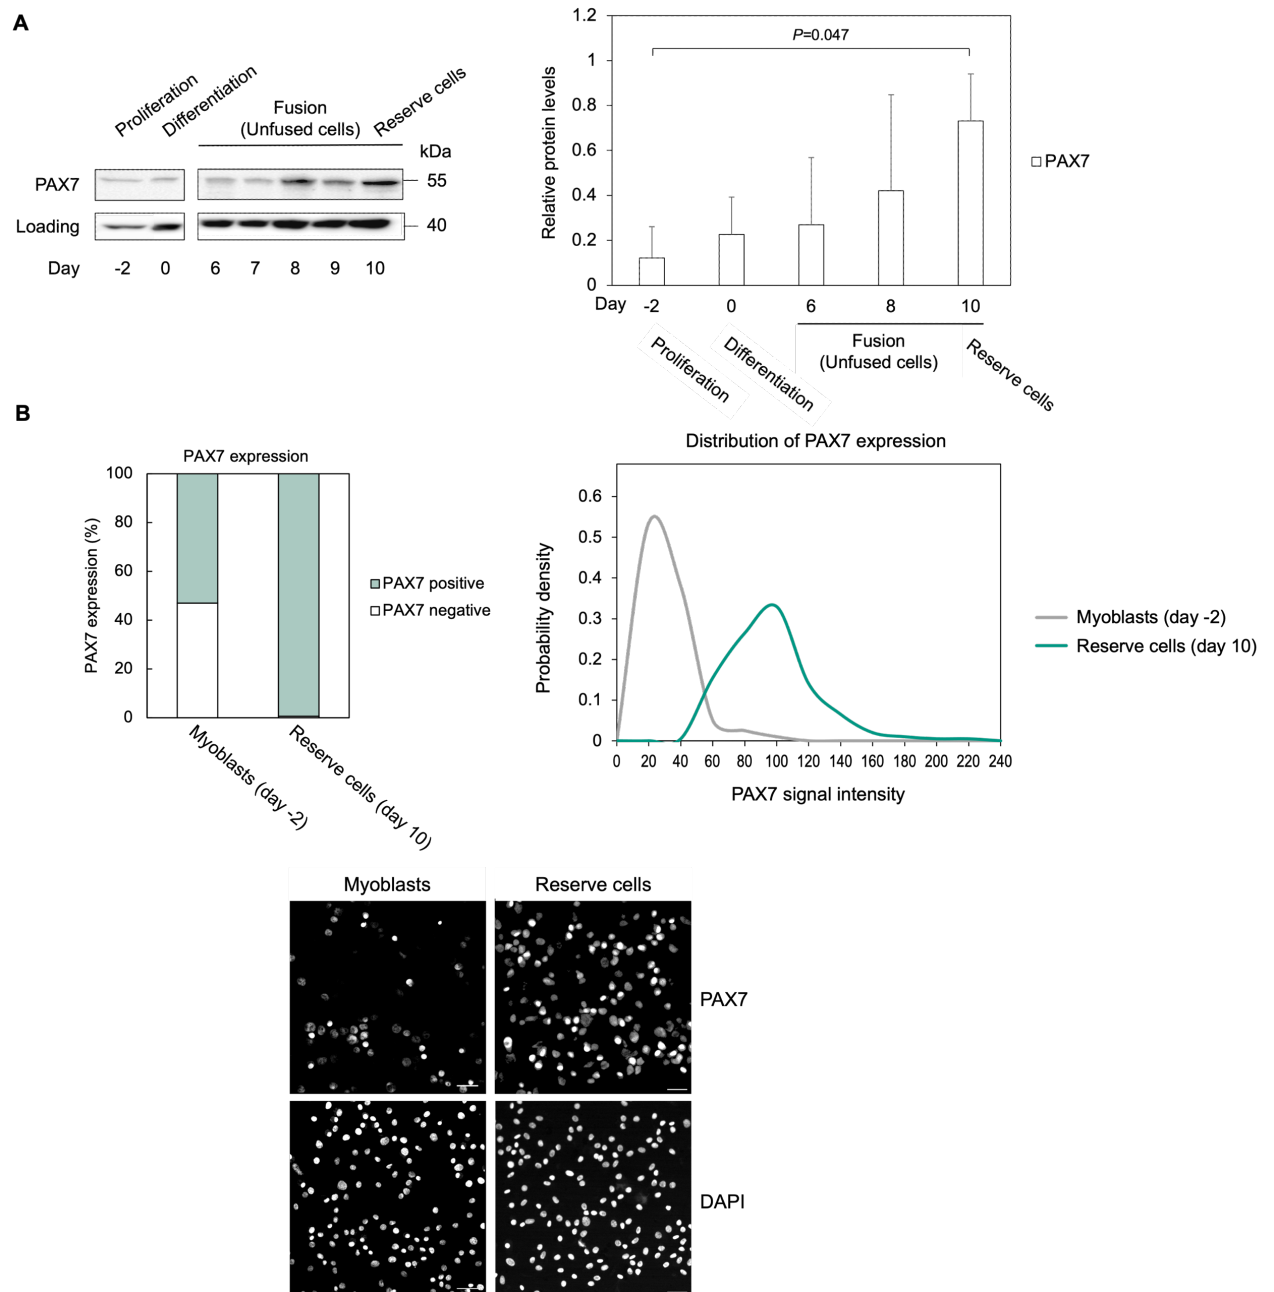 A
Proliferation
Differentiation
Fusion
(Unfused cells)
Reserve cells
kDa
PAX7
55
Loading
40
Day -2 0 6 7 8 9 10
Relative protein levels
1.2
1
0.8
0.6
0.4
0.2
0
P=0.047
PAX7
Day -2 0 6 8 10
Proliferation
Differentiation
Fusion
(Unfused cells)
Reserve cells
B
PAX7 expression
PAX7 expression (%)
100
80
60
40
20
0
PAX7 positive
PAX7 negative
Myoblasts (day -2)
Reserve cells (day 10)
Distribution of PAX7 expression
Probability density
0.6
0.5
0.4
0.3
0.2
0.1
0
0 20 40 60 80 100 120 140 160 180 200 220 240
PAX7 signal intensity
Myoblasts (day -2)
Reserve cells (day 10)
Myoblasts
Reserve cells
PAX7
DAPI